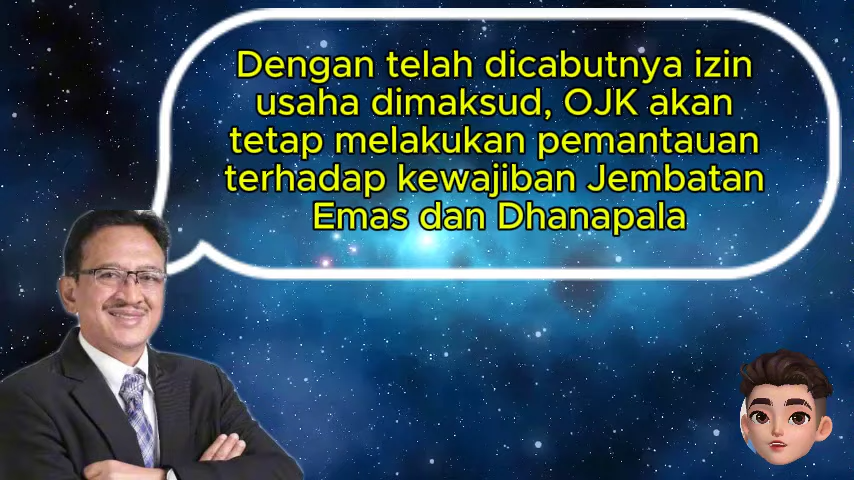 Dengan telah dicabutnya izin
usaha dimaksud, OJK akan
tetap melakukan pemantauan
terhadap kewajiban Jembatan
Emas dan Dhanapala